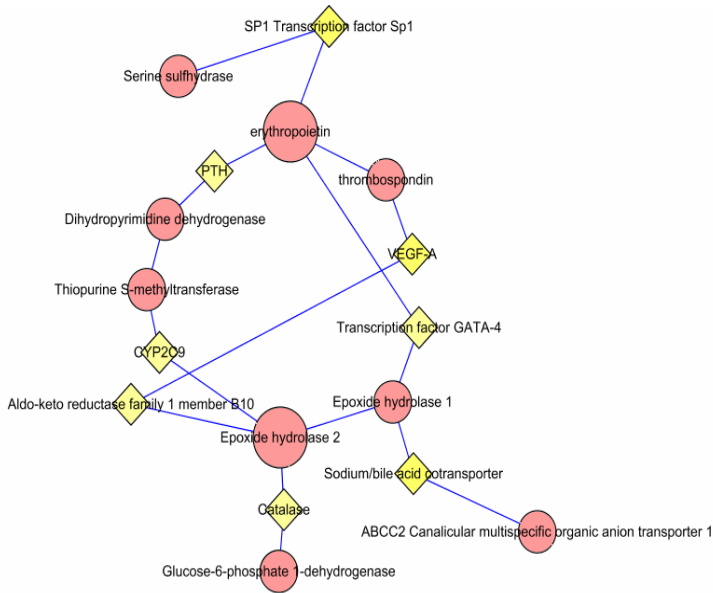 SP1 Transcription factor Sp1
Serine sulfhydrase
erythropoietin
PTH
thrombospondin
Dihydropyrimidine dehydrogenase
VEGF-A
Thiopurine S-methyltransferase
Transcription factor GATA-4
CYP2C9
Aldo-keto reductase family 1 member B10
Epoxide hydrolase 1
Epoxide hydrolase 2
Sodium/bile acid cotransporter
Catalase
ABCC2 Canalicular multispecific organic anion transporter 1
Glucose-6-phosphate 1-dehydrogenase